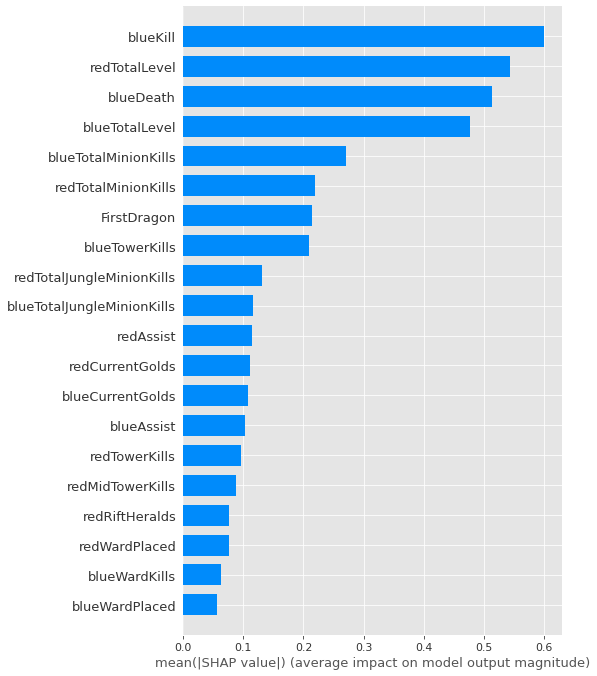 blueKill
redTotalLevel
blueDeath
blueTotalLevel
blueTotalMinionKills
redTotalMinionKills
FirstDragon
blueTowerKills
redTotalJungleMinionKills
blueTotalJungleMinionKills
redAssist
redCurrentGolds
blueCurrentGolds
blueAssist
redTowerKills
redMidTowerKills
redRiftHeralds
redWardPlaced
blueWardKills
blueWardPlaced
0.0 0.1 0.2 0.3 0.4 0.5 0.6
mean(|SHAP value|) (average impact on model output magnitude)